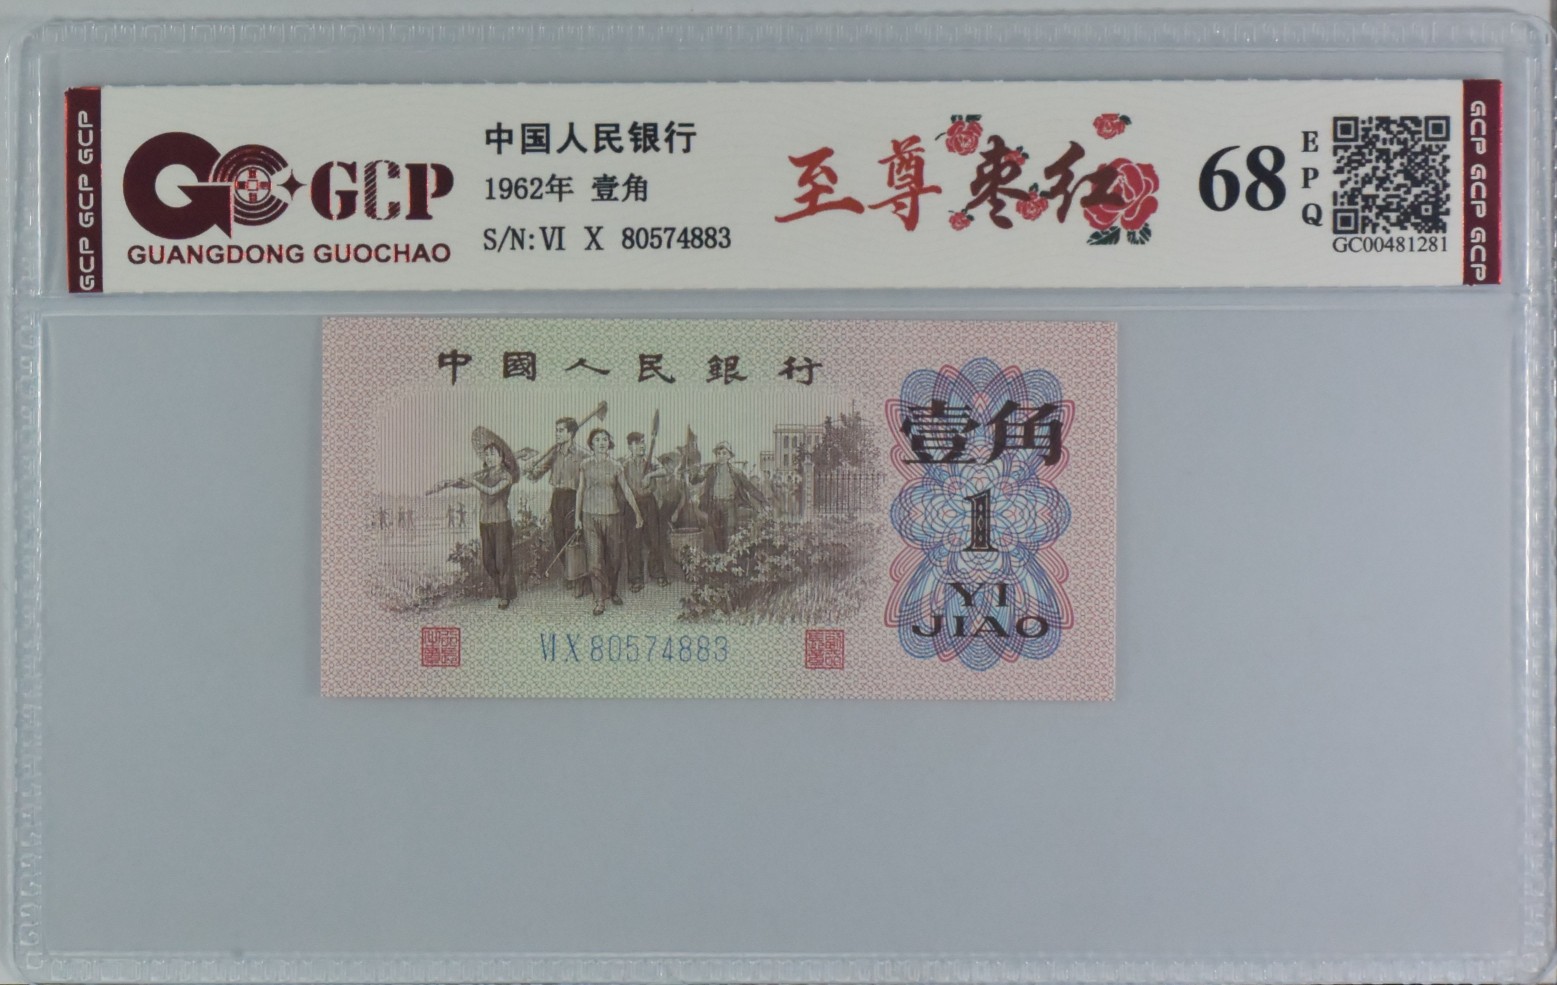 GCP GCP GCP
GCP
GUANGDONG GUOCHAO
中国人民银行
1962年 壹角
S/N:VI X 80574883
至尊枣红
68
EPQ
GC00481281
GCP GCP GCP
中國人民銀行
壹角
1
YI
JIAO
VI X 80574883